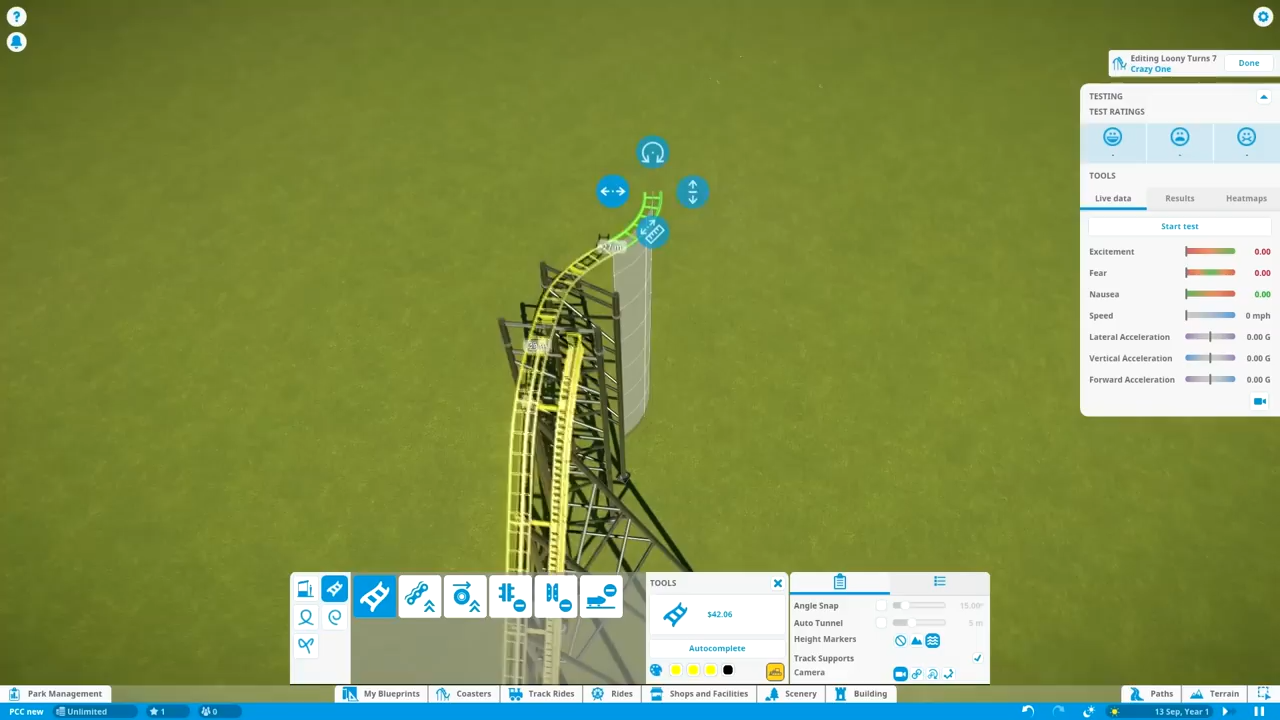 ?
Editing Loony Turns 7
Crazy One
Done
TESTING
TEST RATINGS
- - -
TOOLS
Live data Results Heatmaps
Start test
Excitement 0.00
Fear 0.00
Nausea 0.00
Speed 0 mph
Lateral Acceleration 0.00 G
Vertical Acceleration 0.00 G
Forward Acceleration 0.00 G
TOOLS
$42.06
Autocomplete
Angle Snap 15.00°
Auto Tunnel 5 m
Height Markers
Track Supports
Camera
Park Management My Blueprints Coasters Track Rides Rides Shops and Facilities Scenery Building Paths Terrain
PCC new Unlimited 1 0 13 Sep, Year 1